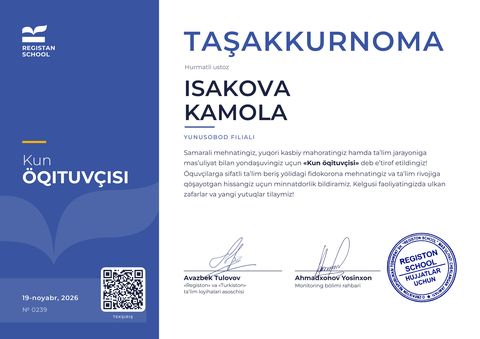 REGISTAN
SCHOOL
Kun
ÖQITUVÇISI
19-noyabr, 2026
№ 0239
TEKŞIRIŞ
TAŞAKKURNOMA
Hurmatli ustoz
ISAKOVA
KAMOLA
YUNUSOBOD FILIALI
Samarali mehnatingiz, yuqori kasbiy mahoratingiz hamda ta’lim jarayoniga
mas’uliyat bilan yondaşuvingiz uçun «Kun öqituvçisi» deb e’tirof etildingiz!
Öquvçilarga sifatli ta’lim beriş yölidagi fidokorona mehnatingiz va ta’lim rivojiga
qöşayotgan hissangiz uçun minnatdorlik bildiramiz. Kelgusi faoliyatingizda ulkan
zafarlar va yangi yutuqlar tilaymiz!
Avazbek Tulovov
«Registon» va «Turkiston»
ta’lim loyihalari asoschisi
Ahmadxonov Yosinxon
Monitoring bölimi rahbari
REGISTON
SCHOOL
HUJJATLAR
UCHUN